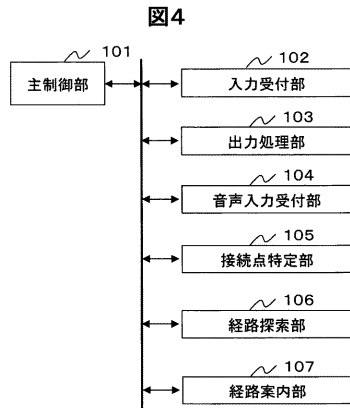 図4
101
主制御部
102
入力受付部
103
出力処理部
104
音声入力受付部
105
接続点特定部
106
経路探索部
107
経路案内部